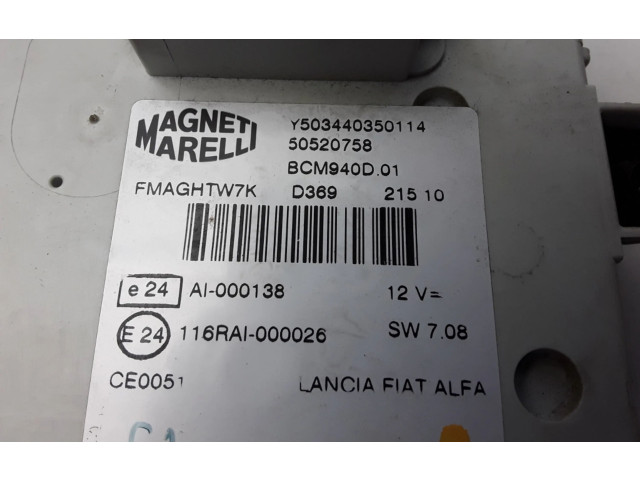 MAGNETI
MARELLI
Y503440350114
50520758
BCM940D.01
FMAGHTW7K D369 215 10
e 24 AI-000138 12 V=
E 24 116RAI-000026 SW 7.08
CE0051 LANCIA FIAT ALFA